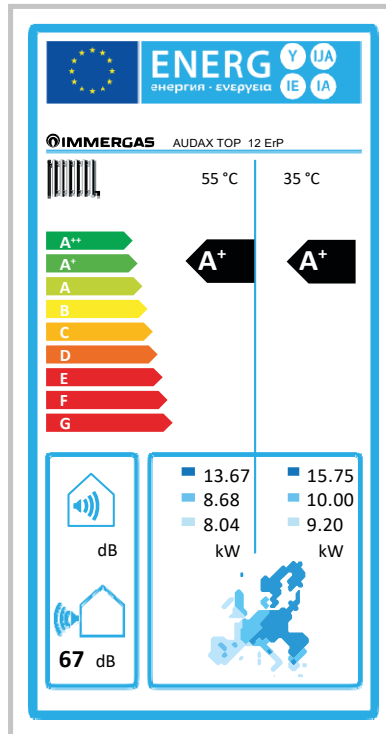 ENERG Y IJA
енергия · ενεργεια IE IA
IMMERGAS AUDAX TOP 12 ErP
55 °C 35 °C
A++
A+
A
B
C
D
E
F
G
A+ A+
13.67 15.75
8.68 10.00
8.04 9.20
kW kW
dB
67 dB